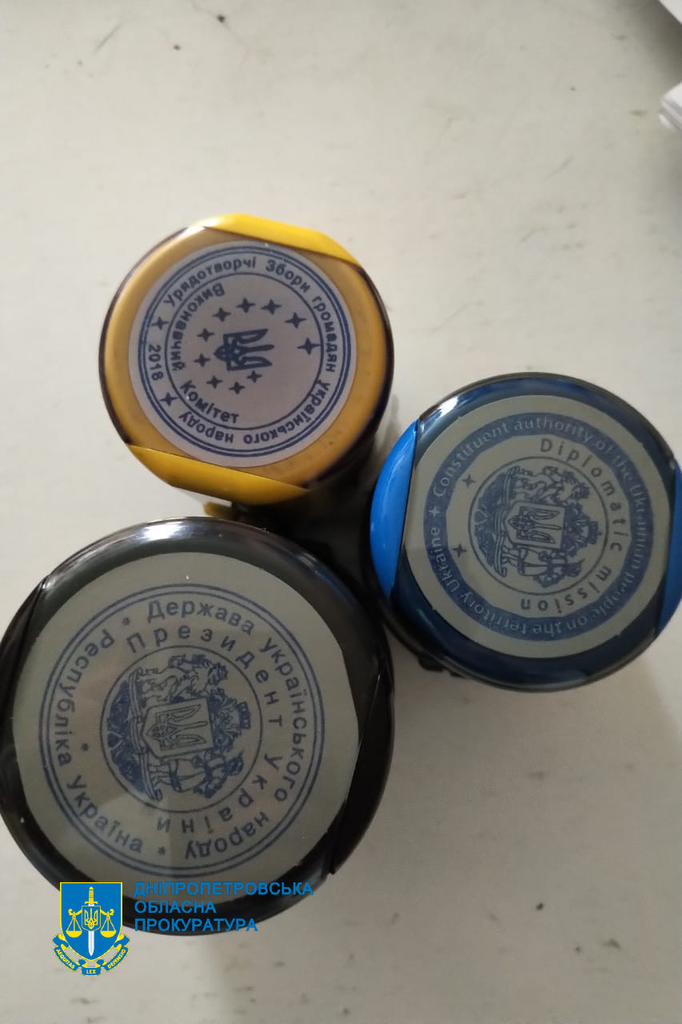 Урядотворчі Збори громадян українського народу
2018
Виконавчий Комітет
Constituent authority of the Ukrainian people on the territory Ukraine
Diplomatic mission
Держава Українського народу
Республіка Україна
Президент України
ДНІПРОПЕТРОВСЬКА
ОБЛАСНА
ПРОКУРАТУРА
LEX